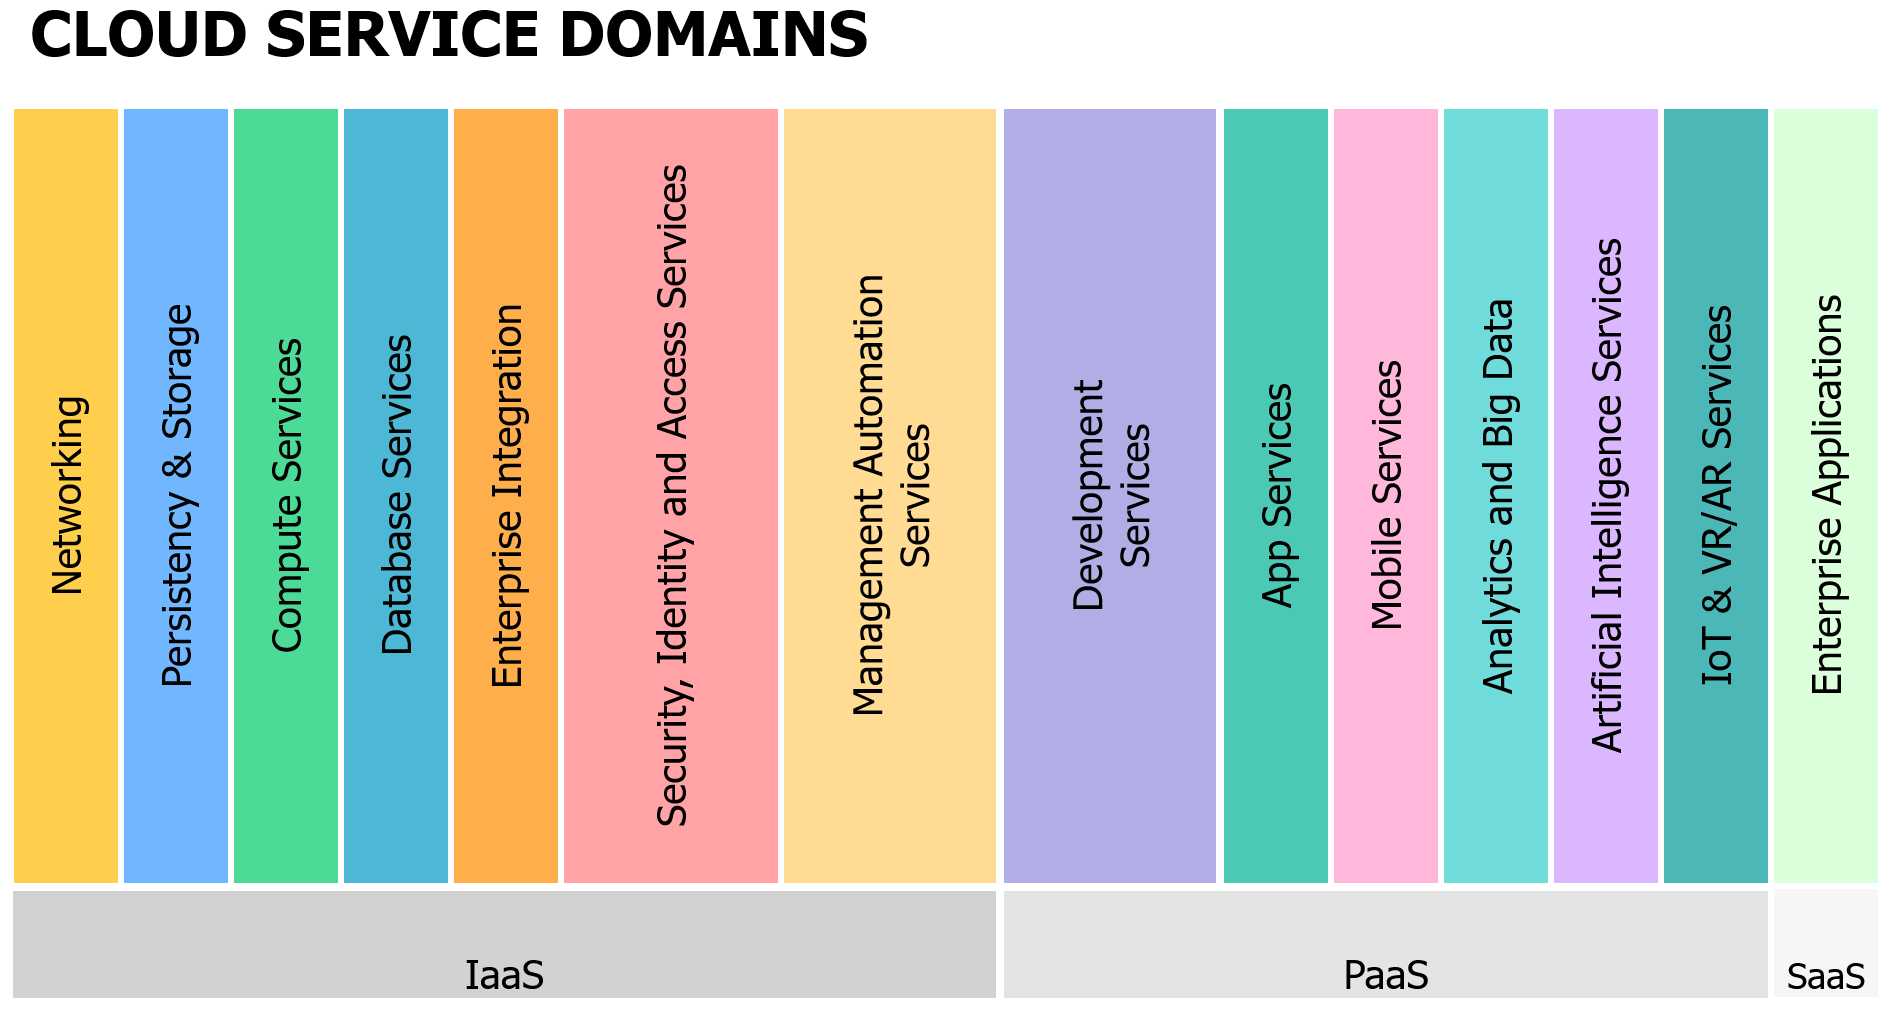 CLOUD SERVICE DOMAINS
Networking
Persistency & Storage
Compute Services
Database Services
Enterprise Integration
Security, Identity and Access Services
Management Automation
Services
Development
Services
App Services
Mobile Services
Analytics and Big Data
Artificial Intelligence Services
IoT & VR/AR Services
Enterprise Applications
IaaS
PaaS
SaaS